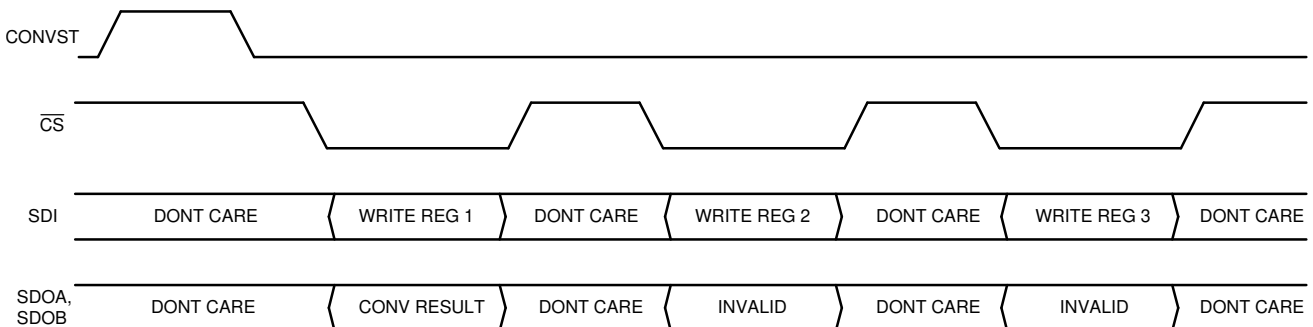 CONVST
CS
SDI
DONT CARE
WRITE REG 1
DONT CARE
WRITE REG 2
DONT CARE
WRITE REG 3
DONT CARE
SDOA,
SDOB
DONT CARE
CONV RESULT
DONT CARE
INVALID
DONT CARE
INVALID
DONT CARE